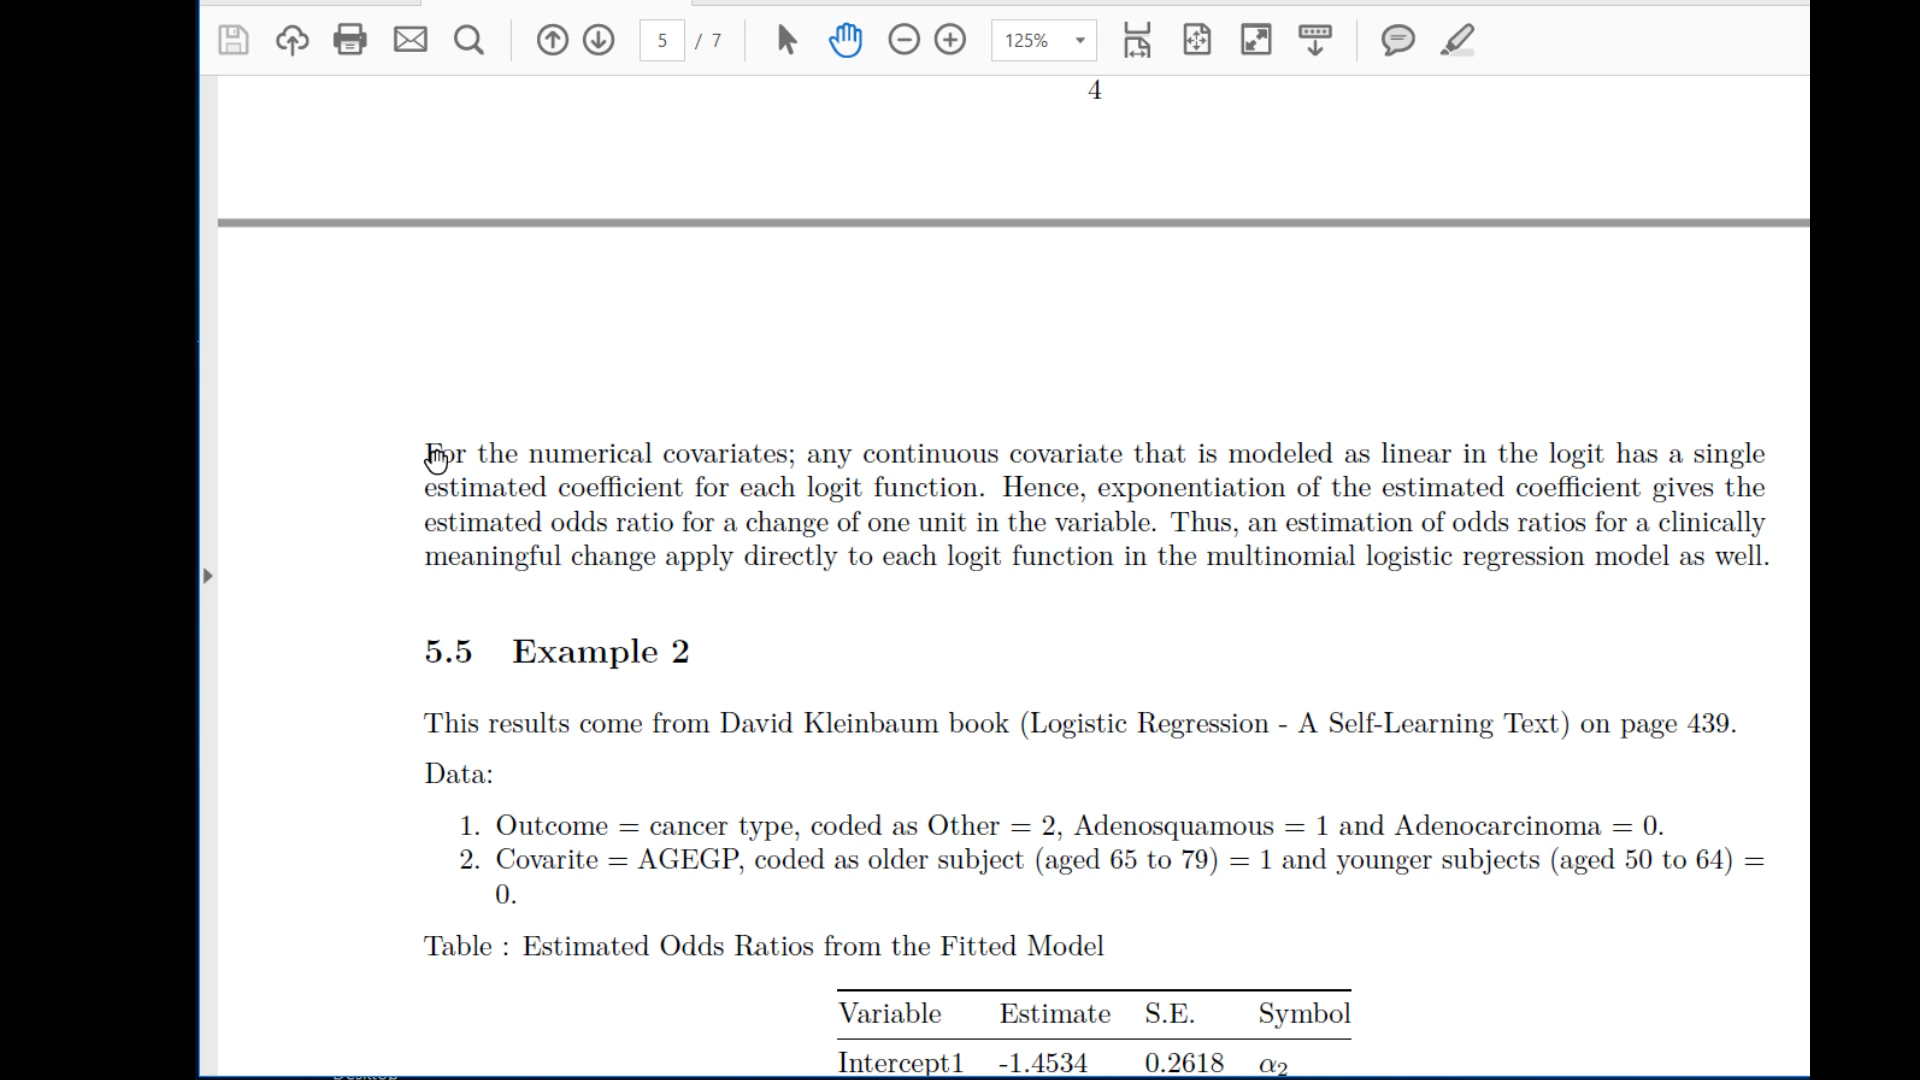 5 / 7
125%
4
For the numerical covariates; any continuous covariate that is modeled as linear in the logit has a single
estimated coefficient for each logit function. Hence, exponentiation of the estimated coefficient gives the
estimated odds ratio for a change of one unit in the variable. Thus, an estimation of odds ratios for a clinically
meaningful change apply directly to each logit function in the multinomial logistic regression model as well.
5.5 Example 2
This results come from David Kleinbaum book (Logistic Regression - A Self-Learning Text) on page 439.
Data:
1. Outcome = cancer type, coded as Other = 2, Adenosquamous = 1 and Adenocarcinoma = 0.
2. Covarite = AGEGP, coded as older subject (aged 65 to 79) = 1 and younger subjects (aged 50 to 64) =
0.
Table : Estimated Odds Ratios from the Fitted Model
Variable Estimate S.E. Symbol
Intercept1 -1.4534 0.2618 α₂